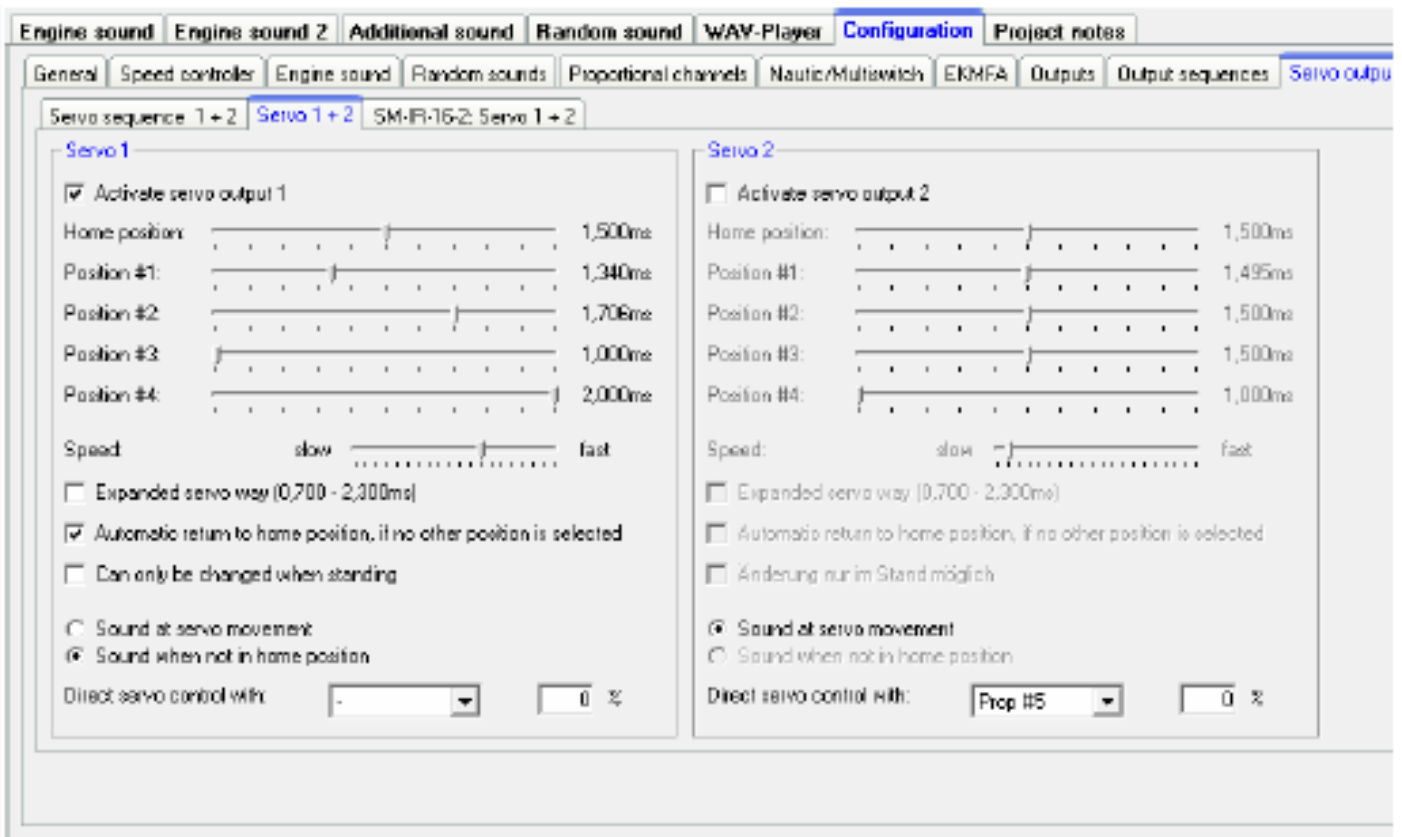 Engine sound Engine sound 2 Additional sound Random sound WAV-Player Configuration Project notes
General Speed controller Engine sound Random sounds Proportional channels Nautic/Multiswitch EKMFA Outputs Output sequences Servo outpu
Servo sequence 1 + 2 Servo 1 + 2 SM-IR-16-2: Servo 1 + 2
Servo 1
Activate servo output 1
Home position: 1,500ms
Position #1: 1,340ms
Position #2: 1,706ms
Position #3: 1,000ms
Position #4: 2,000ms
Speed: slow fast
Expanded servo way (0,700 - 2,300ms)
Automatic return to home position, if no other position is selected
Can only be changed when standing
Sound at servo movement
Sound when not in home position
Direct servo control with: - 0 %
Servo 2
Activate servo output 2
Home position: 1,500ms
Position #1: 1,495ms
Position #2: 1,500ms
Position #3: 1,500ms
Position #4: 1,000ms
Speed: slow fast
Expanded servo way (0,700 - 2,300ms)
Automatic return to home position, if no other position is selected
Änderung nur im Stand möglich
Sound at servo movement
Sound when not in home position
Direct servo control with: Prop #5 0 %